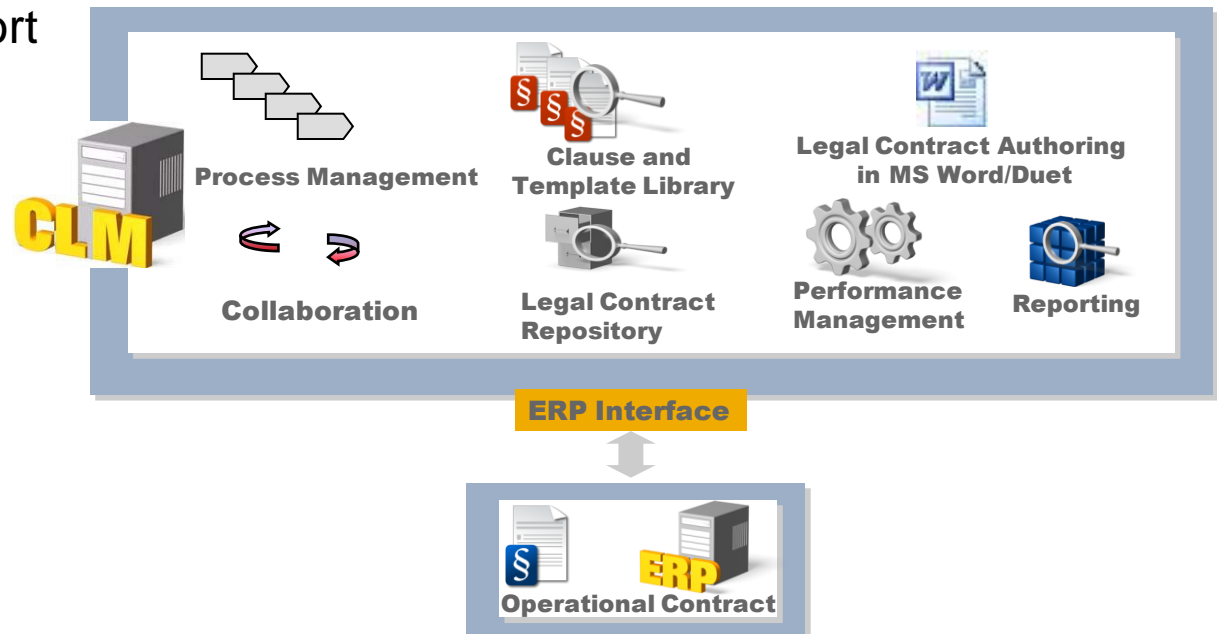 ort
CLM
Process Management
Clause and
Template Library
Legal Contract Authoring
in MS Word/Duet
Collaboration
Legal Contract
Repository
Performance
Management
Reporting
ERP Interface
ERP
Operational Contract
§
§
§
W
§